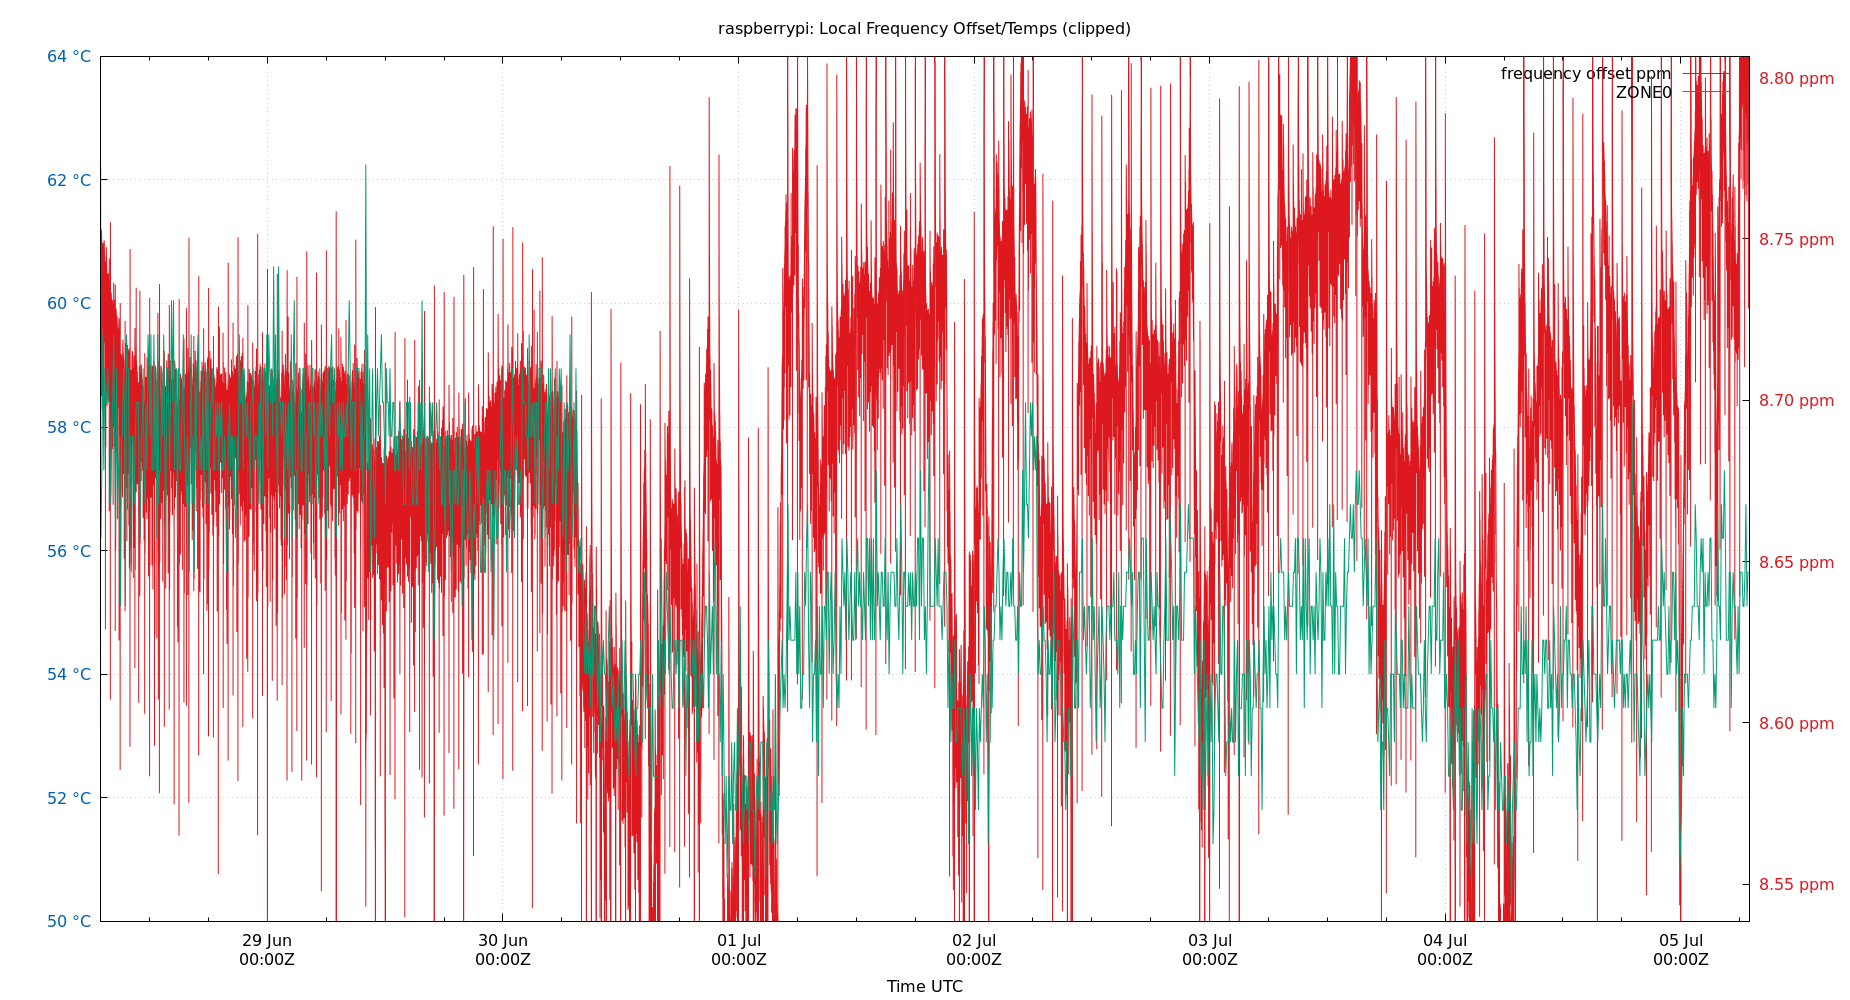 raspberrypi: Local Frequency Offset/Temps (clipped)
64 °C
62 °C
60 °C
58 °C
56 °C
54 °C
52 °C
50 °C
frequency offset ppm
ZONE0
8.80 ppm
8.75 ppm
8.70 ppm
8.65 ppm
8.60 ppm
8.55 ppm
29 Jun 30 Jun 01 Jul 02 Jul 03 Jul 04 Jul 05 Jul
00:00Z 00:00Z 00:00Z 00:00Z 00:00Z 00:00Z 00:00Z
Time UTC